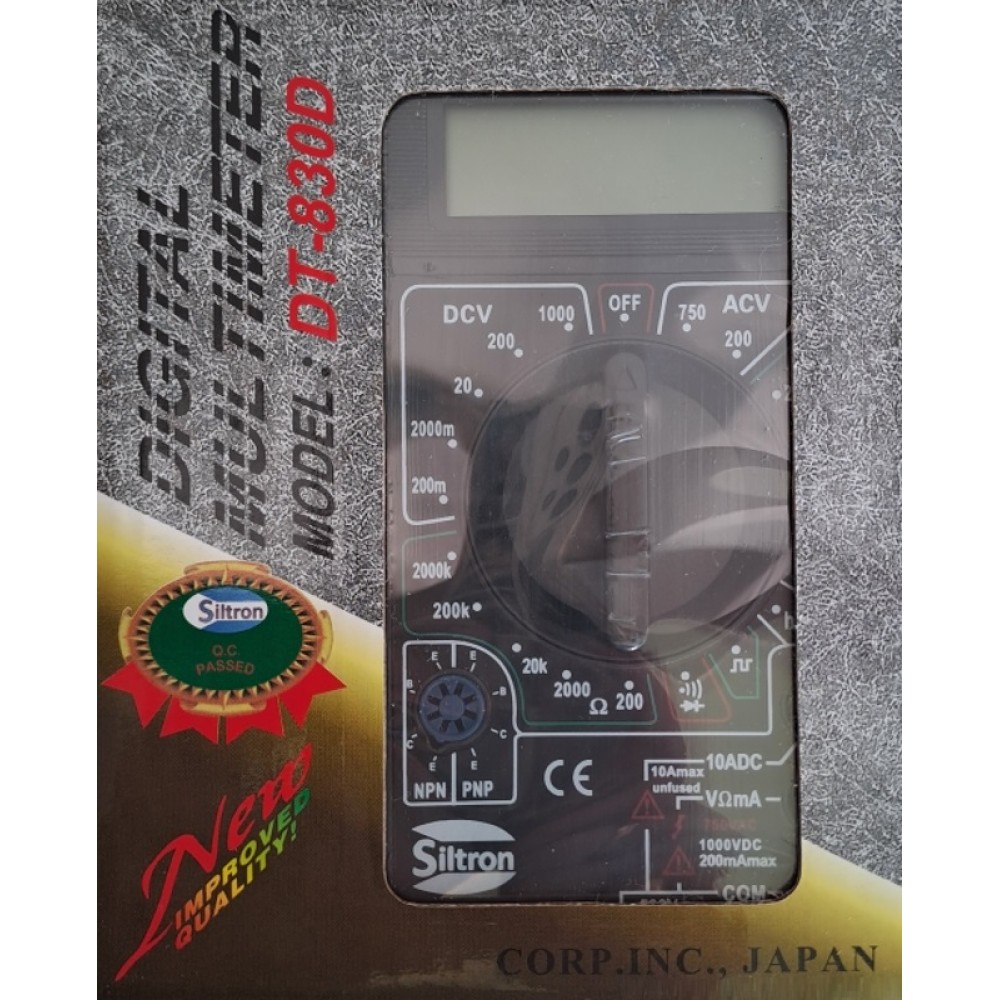 DIGITAL
MULTIMETER
MODEL: DT-830D
DCV
1000
OFF
750
ACV
200
200
20
2000m
200m
2000k
200k
20k
2000
Ω
200
E
E
B
B
C
C
E
E
NPN
PNP
CE
10Amax
unfused
10ADC
VΩmA
750VAC
1000VDC
200mAmax
COM
Siltron
Siltron
Q.C.
PASSED
New
IMPROVED
QUALITY!
CORP.INC., JAPAN